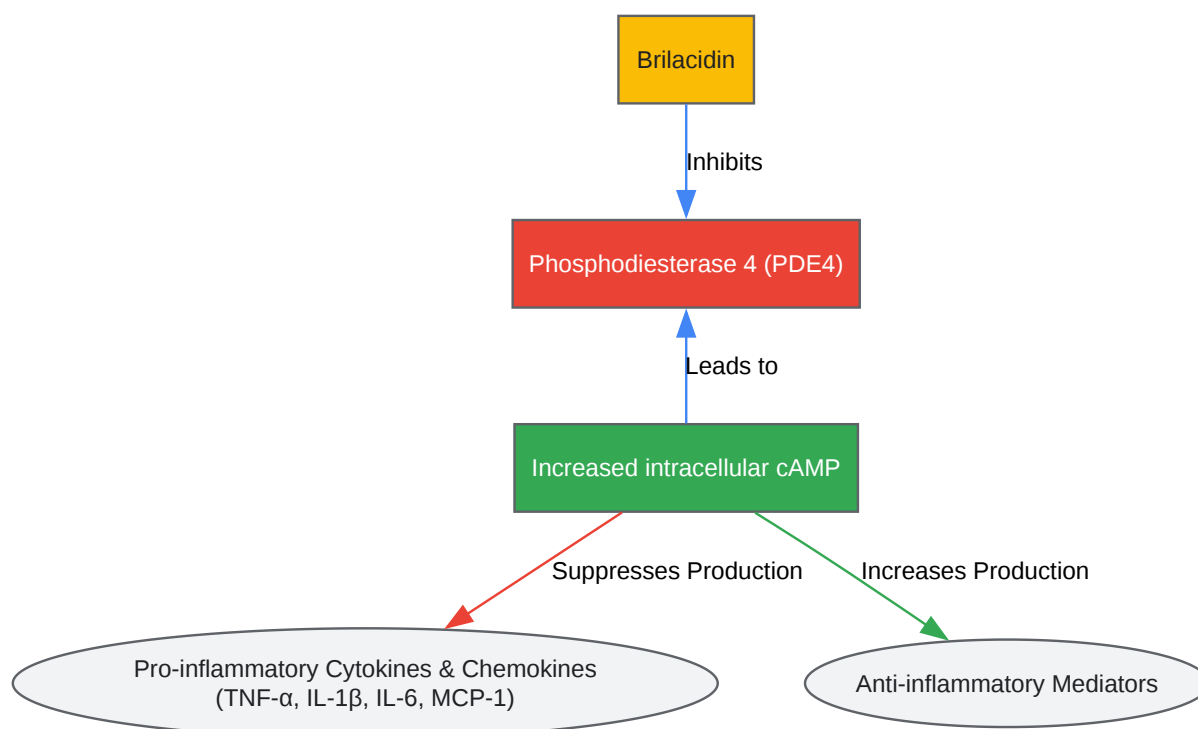 Brilacidin
Inhibits
Phosphodiesterase 4 (PDE4)
Leads to
Increased intracellular cAMP
Suppresses Production
Increases Production
Pro-inflammatory Cytokines & Chemokines
(TNF-α, IL-1β, IL-6, MCP-1)
Anti-inflammatory Mediators